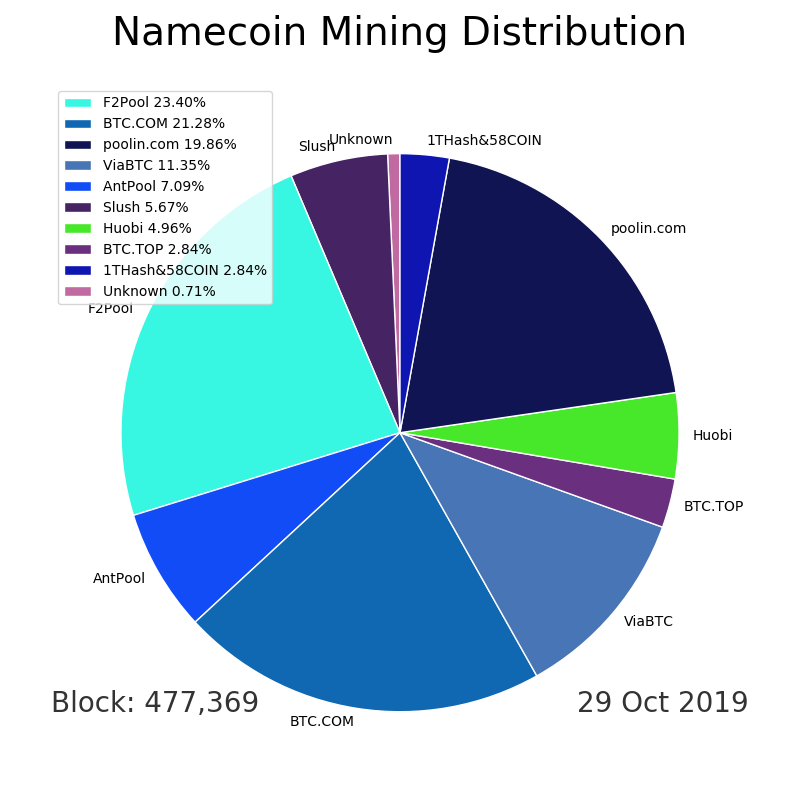 Namecoin Mining Distribution
F2Pool 23.40%
BTC.COM 21.28%
poolin.com 19.86%
ViaBTC 11.35%
AntPool 7.09%
Slush 5.67%
Huobi 4.96%
BTC.TOP 2.84%
1THash&58COIN 2.84%
Unknown 0.71%
Slush
Unknown
1THash&58COIN
poolin.com
F2Pool
Huobi
BTC.TOP
AntPool
ViaBTC
BTC.COM
Block: 477,369
29 Oct 2019